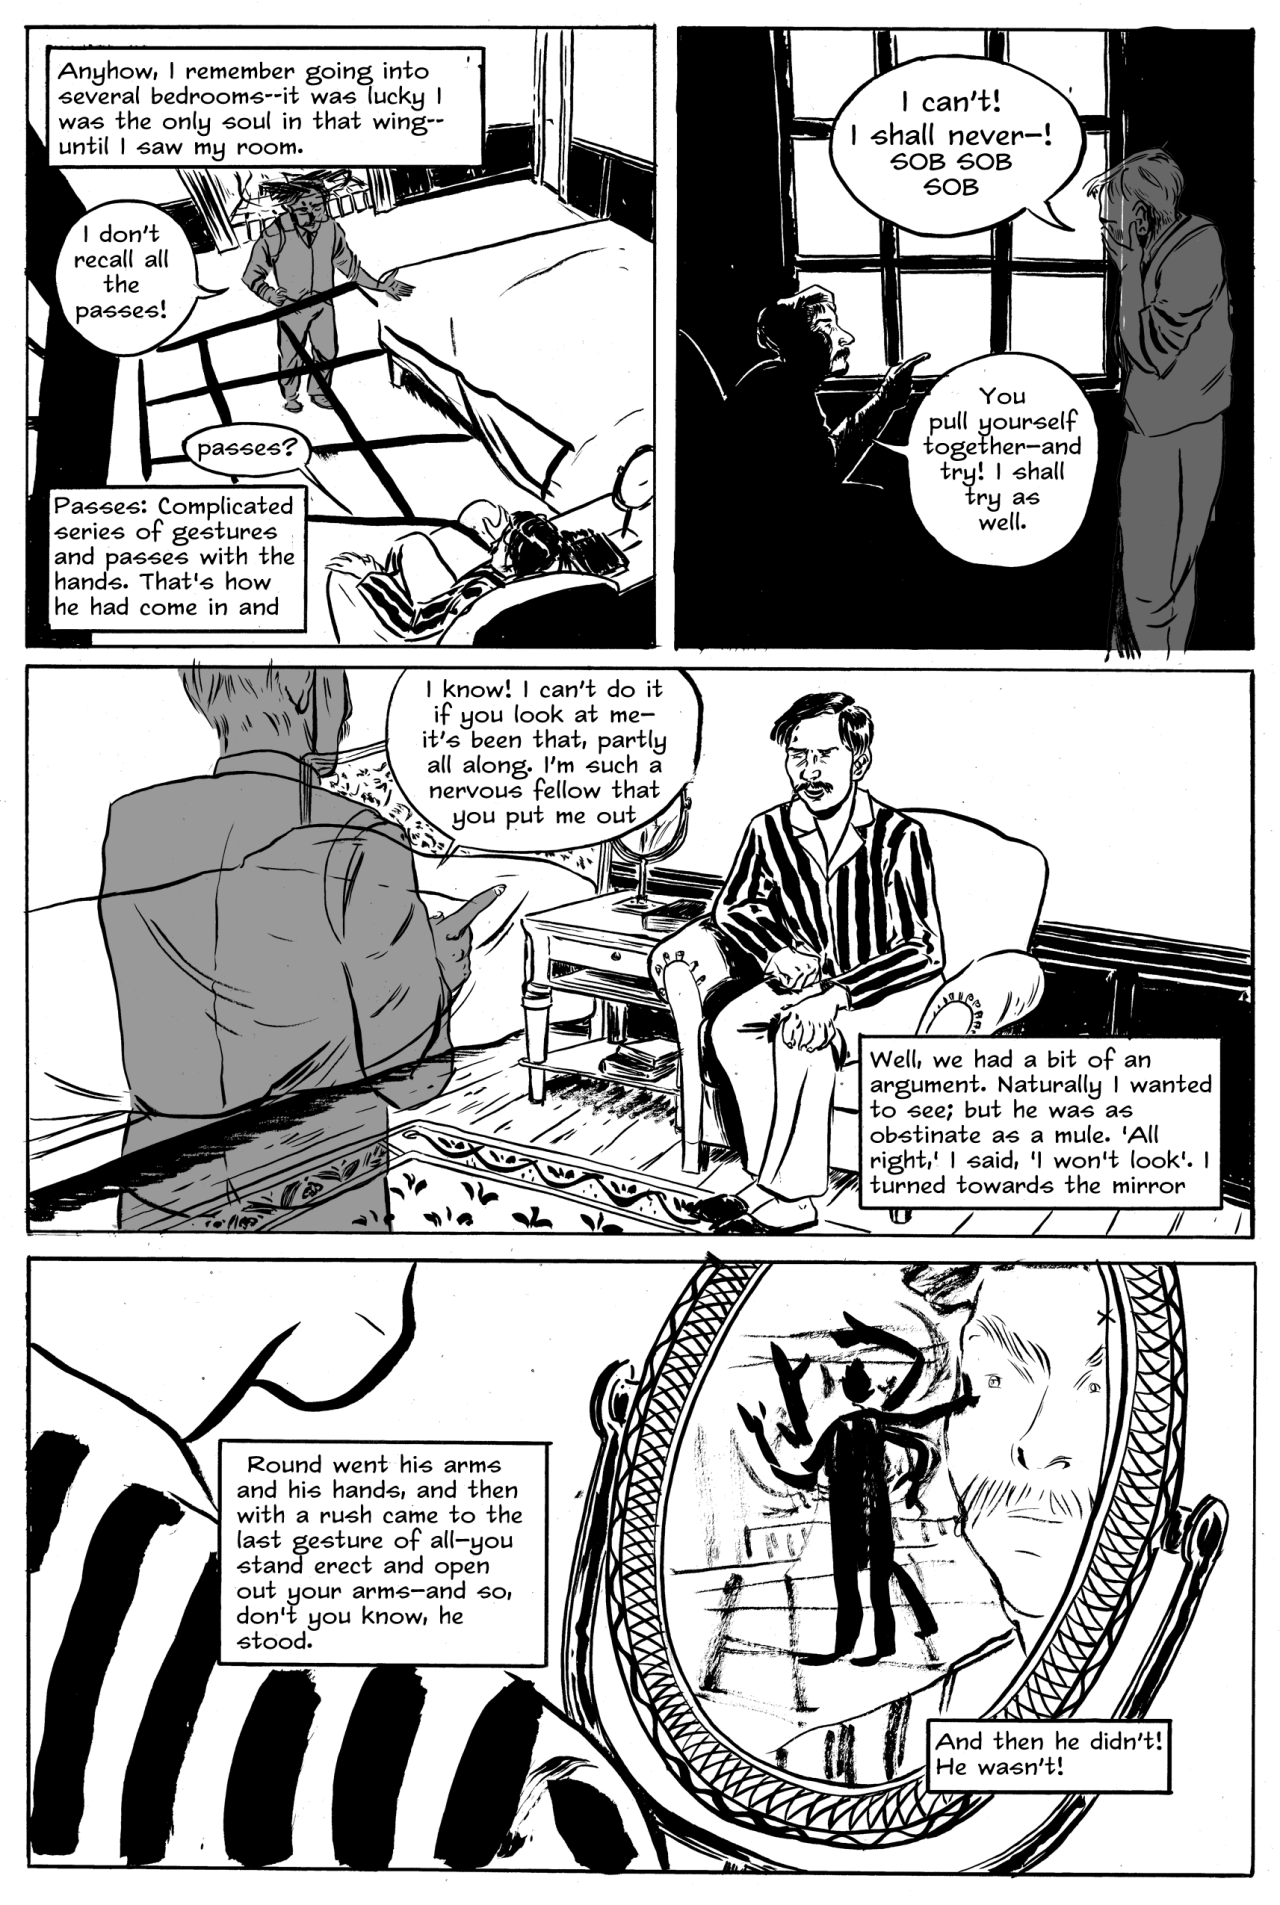 Anyhow, I remember going into
several bedrooms--it was lucky I
was the only soul in that wing--
until I saw my room.
I don't
recall all
the
passes!
passes?
Passes: Complicated
series of gestures
and passes with the
hands. That's how
he had come in and
I can't!
I shall never—!
SOB SOB
SOB
You
pull yourself
together—and
try! I shall
try as
well.
I know! I can't do it
if you look at me—
it's been that, partly
all along. I'm such a
nervous fellow that
you put me out
Well, we had a bit of an
argument. Naturally I wanted
to see; but he was as
obstinate as a mule. 'All
right,' I said, 'I won't look'. I
turned towards the mirror
Round went his arms
and his hands, and then
with a rush came to the
last gesture of all—you
stand erect and open
out your arms—and so,
don't you know, he
stood.
And then he didn't!
He wasn't!